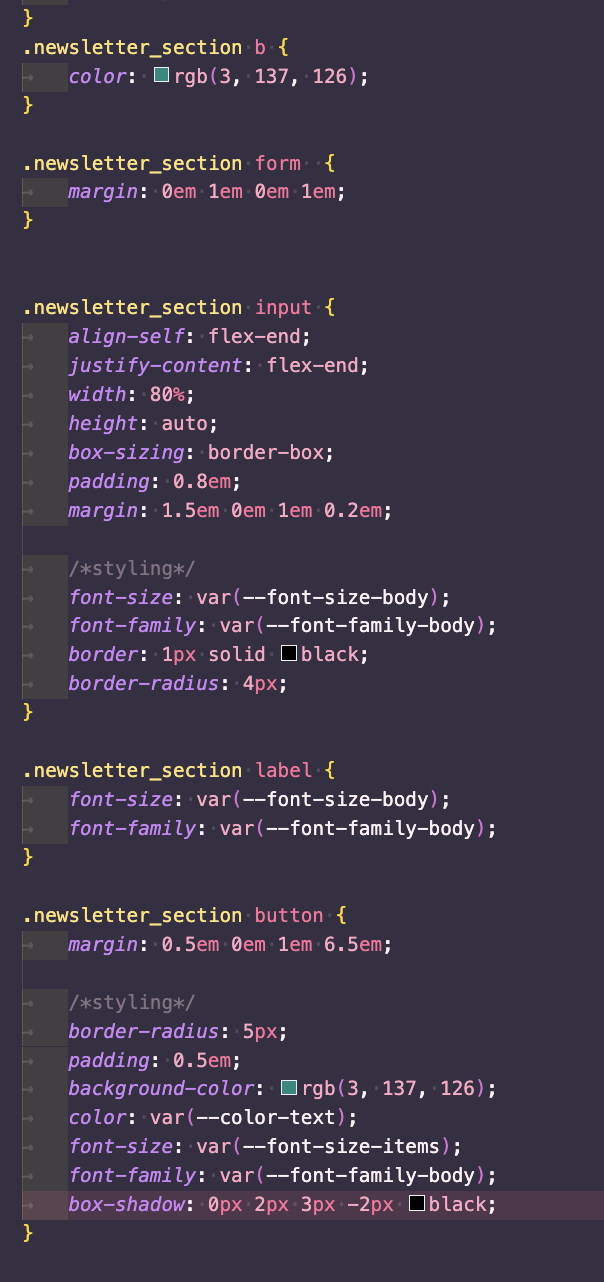 }
.newsletter_section b {
color: rgb(3, 137, 126);
}
.newsletter_section form {
margin: 0em 1em 0em 1em;
}
.newsletter_section input {
align-self: flex-end;
justify-content: flex-end;
width: 80%;
height: auto;
box-sizing: border-box;
padding: 0.8em;
margin: 1.5em 0em 1em 0.2em;
/*styling*/
font-size: var(--font-size-body);
font-family: var(--font-family-body);
border: 1px solid black;
border-radius: 4px;
}
.newsletter_section label {
font-size: var(--font-size-body);
font-family: var(--font-family-body);
}
.newsletter_section button {
margin: 0.5em 0em 1em 6.5em;
/*styling*/
border-radius: 5px;
padding: 0.5em;
background-color: rgb(3, 137, 126);
color: var(--color-text);
font-size: var(--font-size-items);
font-family: var(--font-family-body);
box-shadow: 0px 2px 3px -2px black;
}